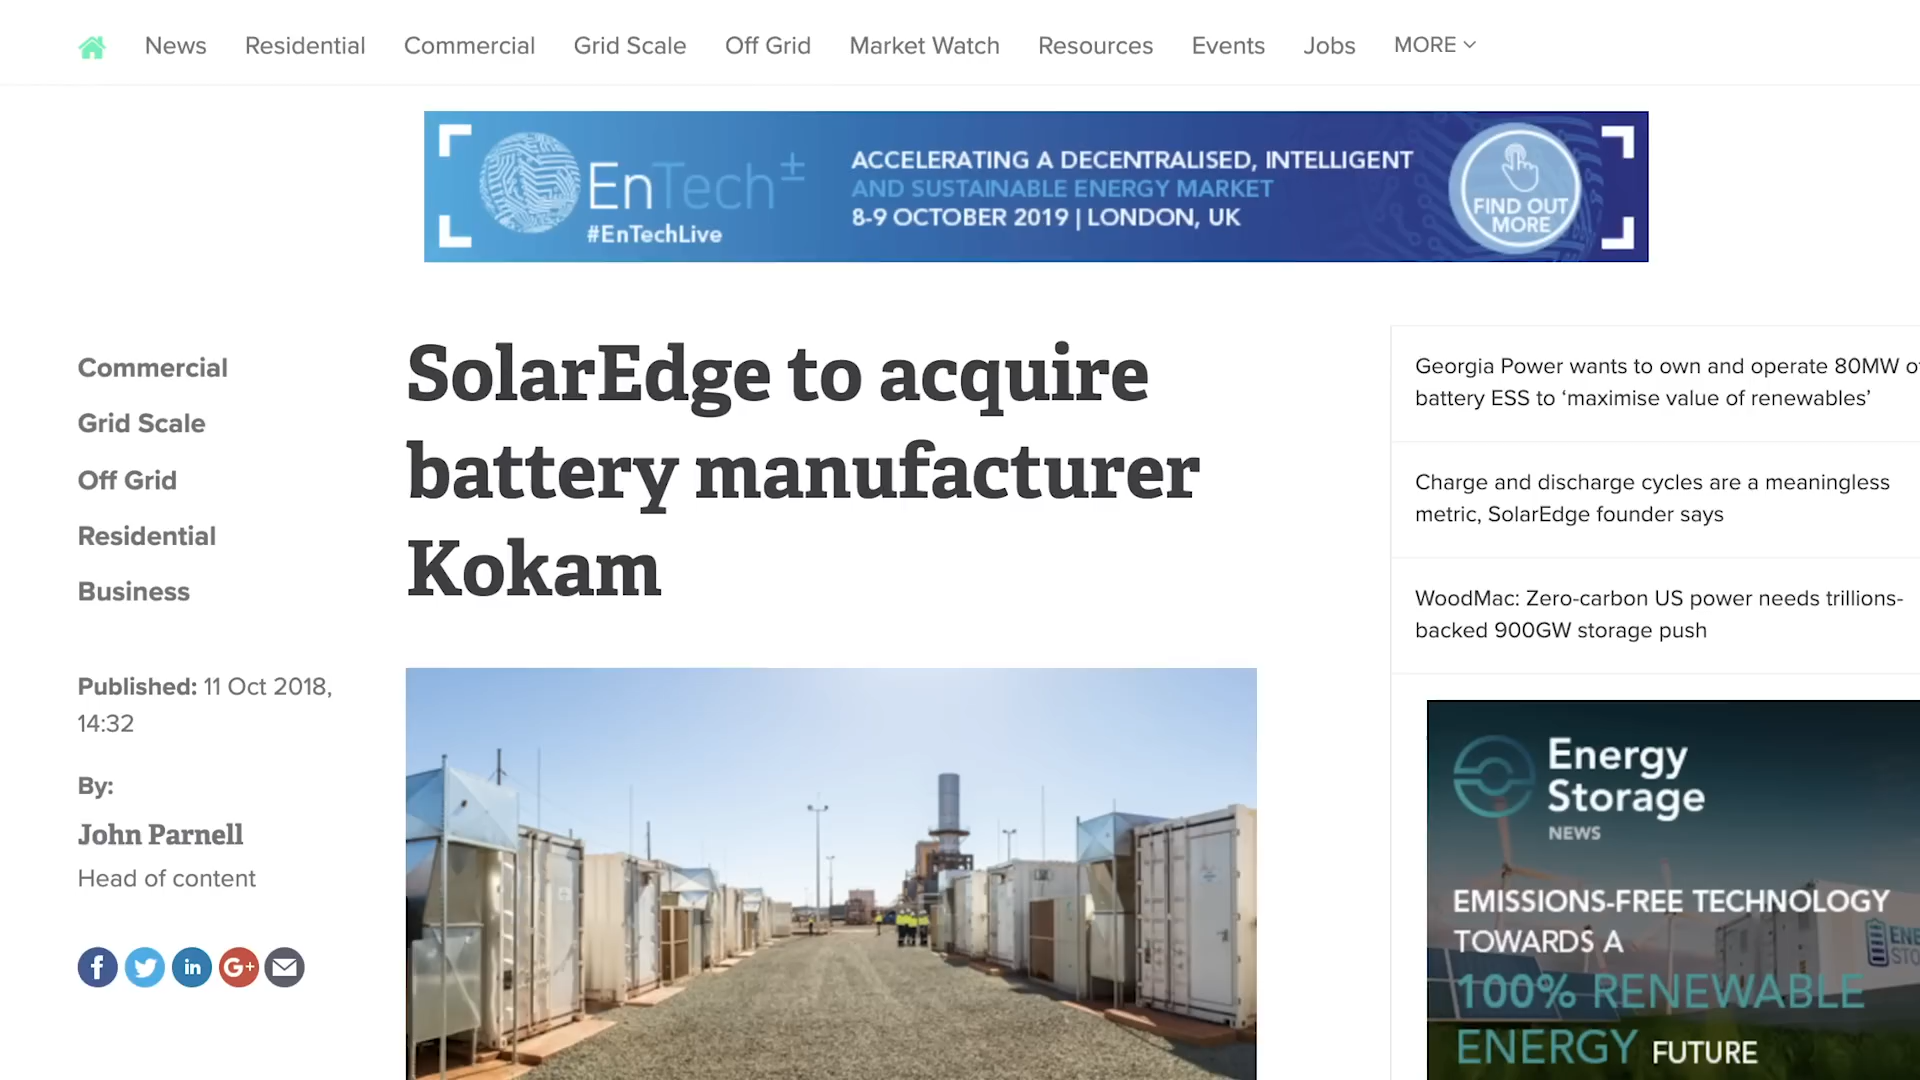 News Residential Commercial Grid Scale Off Grid Market Watch Resources Events Jobs MORE
EnTech±
#EnTechLive
ACCELERATING A DECENTRALISED, INTELLIGENT
AND SUSTAINABLE ENERGY MARKET
8-9 OCTOBER 2019 | LONDON, UK
FIND OUT
MORE
Commercial
Grid Scale
Off Grid
Residential
Business
Published: 11 Oct 2018,
14:32
By:
John Parnell
Head of content
f
in
G+
SolarEdge to acquire
battery manufacturer
Kokam
Georgia Power wants to own and operate 80MW
battery ESS to ‘maximise value of renewables’
Charge and discharge cycles are a meaningless
metric, SolarEdge founder says
WoodMac: Zero-carbon US power needs trillions-
backed 900GW storage push
Energy
Storage
NEWS
EMISSIONS-FREE TECHNOLOGY
TOWARDS A
100% RENEWABLE
ENERGY FUTURE